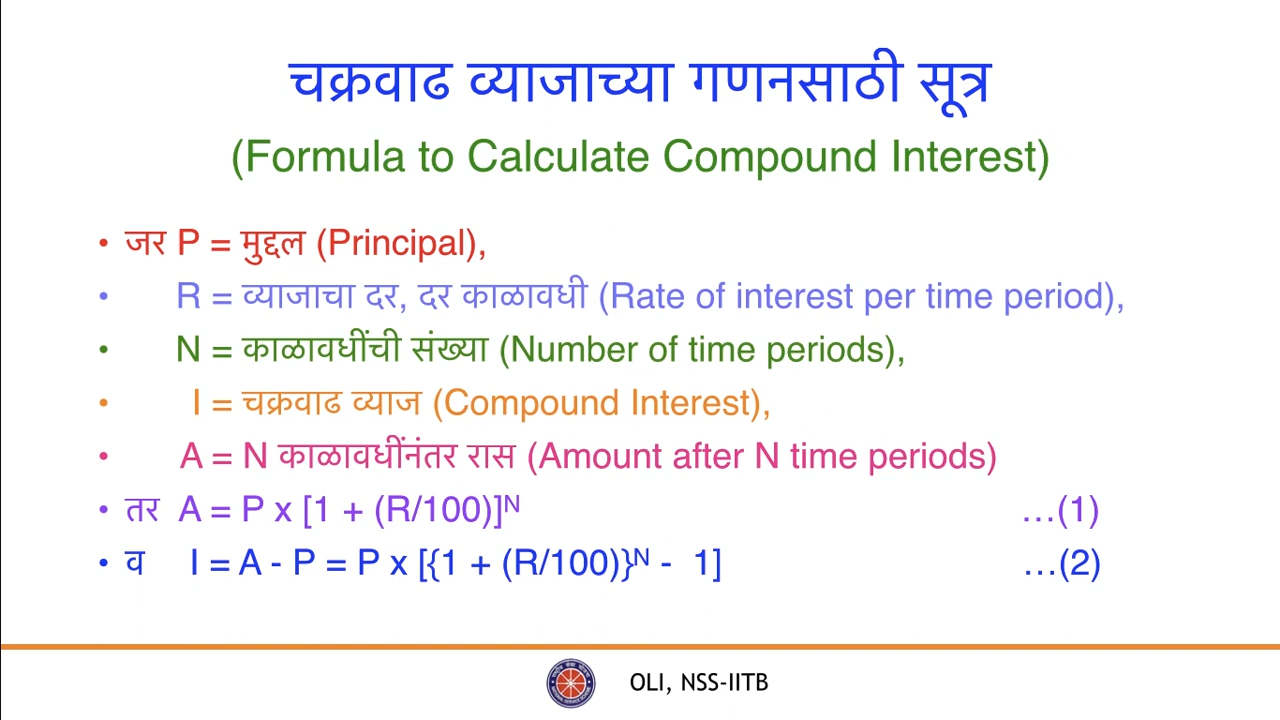 चक्रवाढ व्याजाच्या गणनसाठी सूत्र
(Formula to Calculate Compound Interest)
• जर P = मुद्दल (Principal),
• R = व्याजाचा दर, दर काळावधी (Rate of interest per time period),
• N = काळावधींची संख्या (Number of time periods),
• I = चक्रवाढ व्याज (Compound Interest),
• A = N काळावधींनंतर रास (Amount after N time periods)
• तर A = P x [1 + (R/100)]ᴺ ...(1)
• व I = A - P = P x [{1 + (R/100)}ᴺ - 1] ...(2)
OLI, NSS-IITB